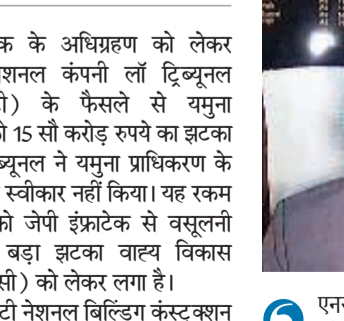 क के अधिग्रहण को लेकर
शनल कंपनी लॉ ट्रिब्यूनल
टी) के फैसले से यमुना
को 15 सौ करोड़ रुपये का झटका
ब्यूनल ने यमुना प्राधिकरण के
स्वीकार नहीं किया। यह रकम
को जेपी इंफ्राटेक से वसूलनी
बड़ा झटका वाह्य विकास
सी) को लेकर लगा है।
टी नेशनल बिल्डिंग कंस्ट्रक्शन